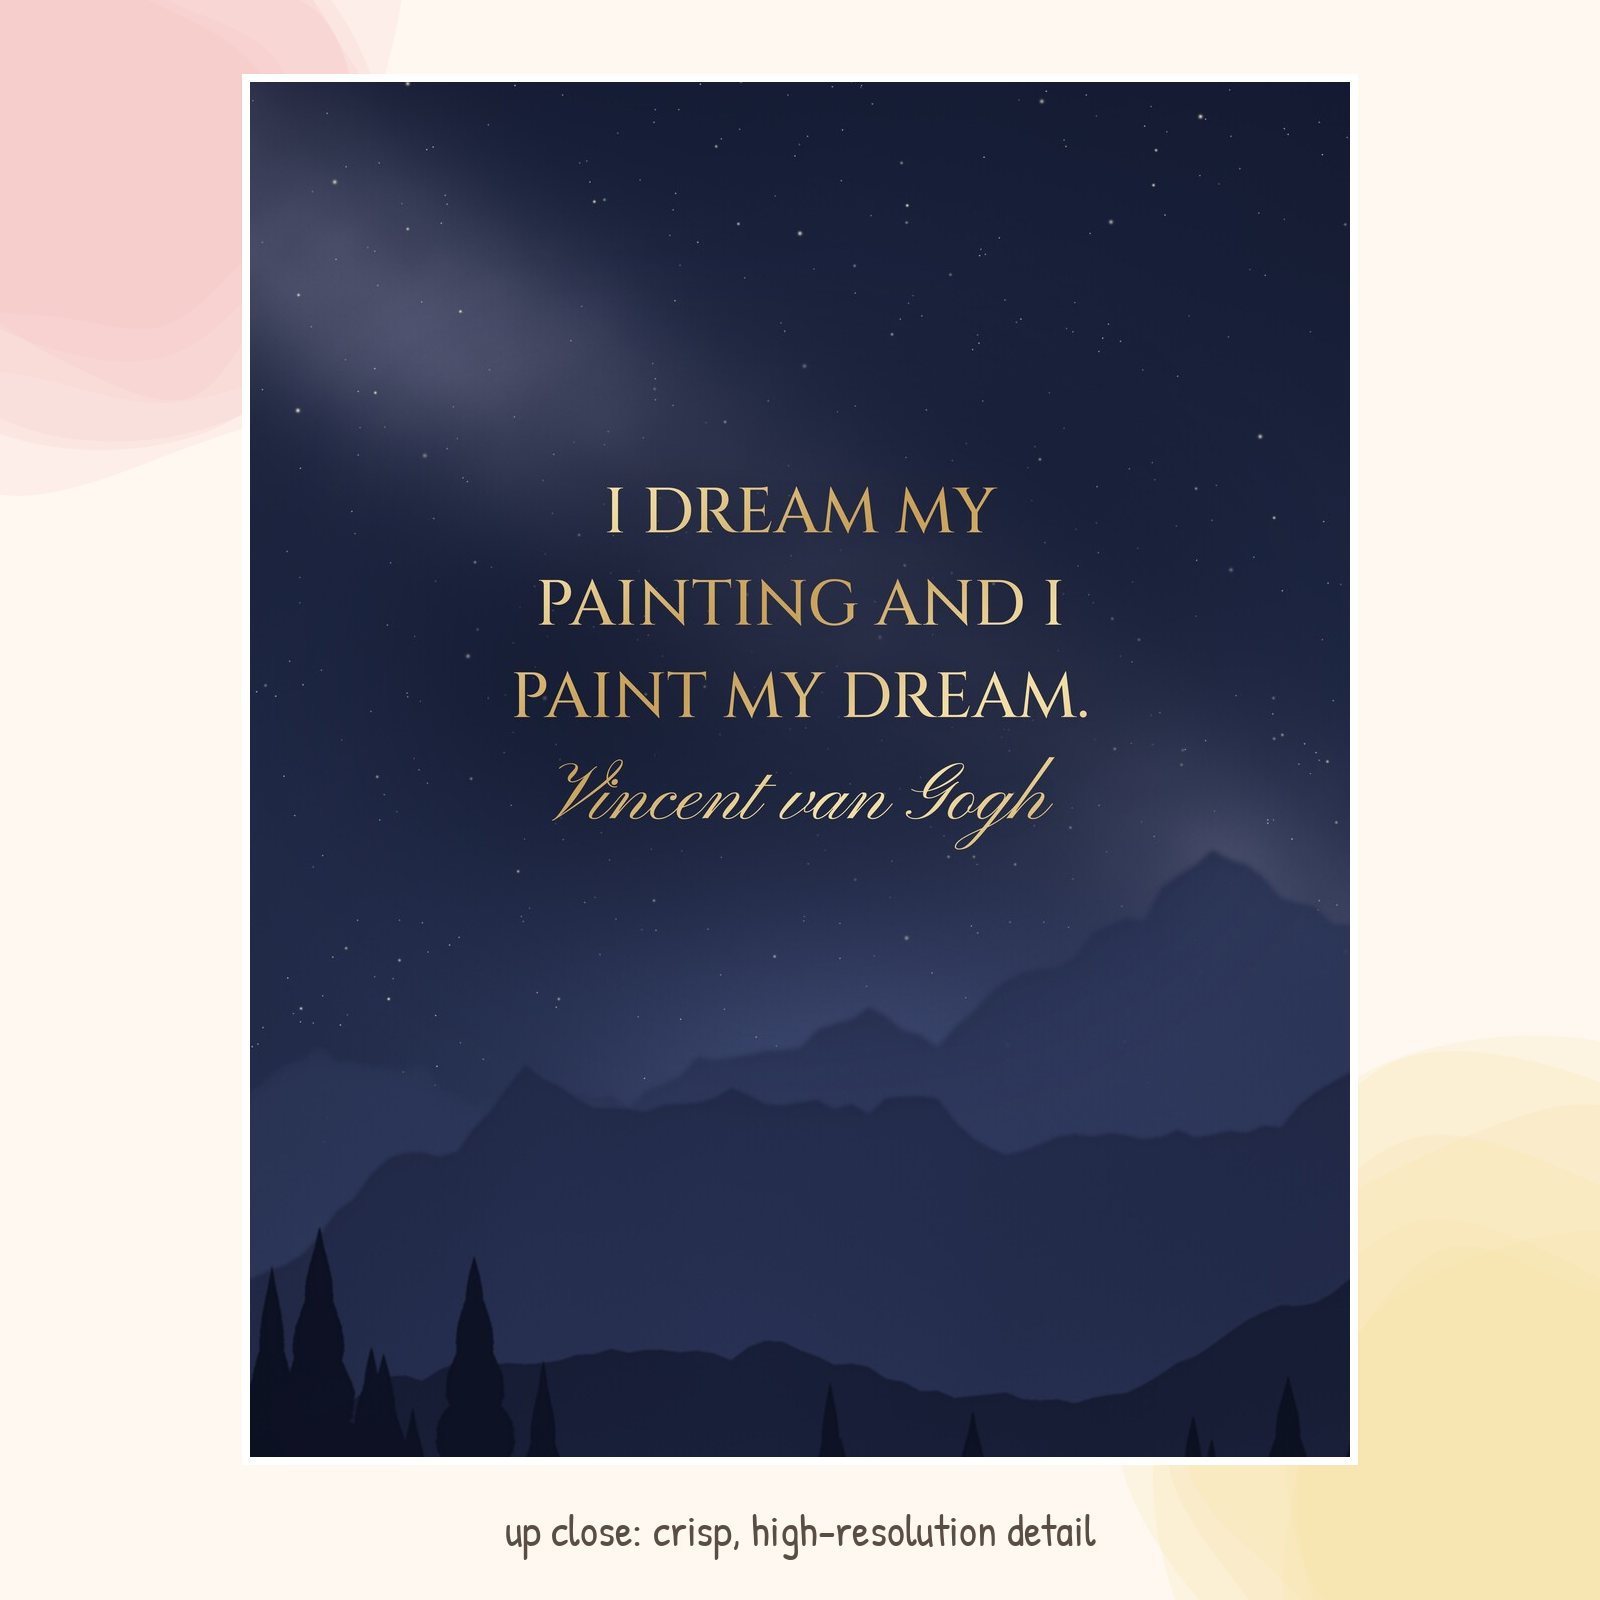 I DREAM MY
PAINTING AND I
PAINT MY DREAM.
Vincent van Gogh
up close: crisp, high-resolution detail